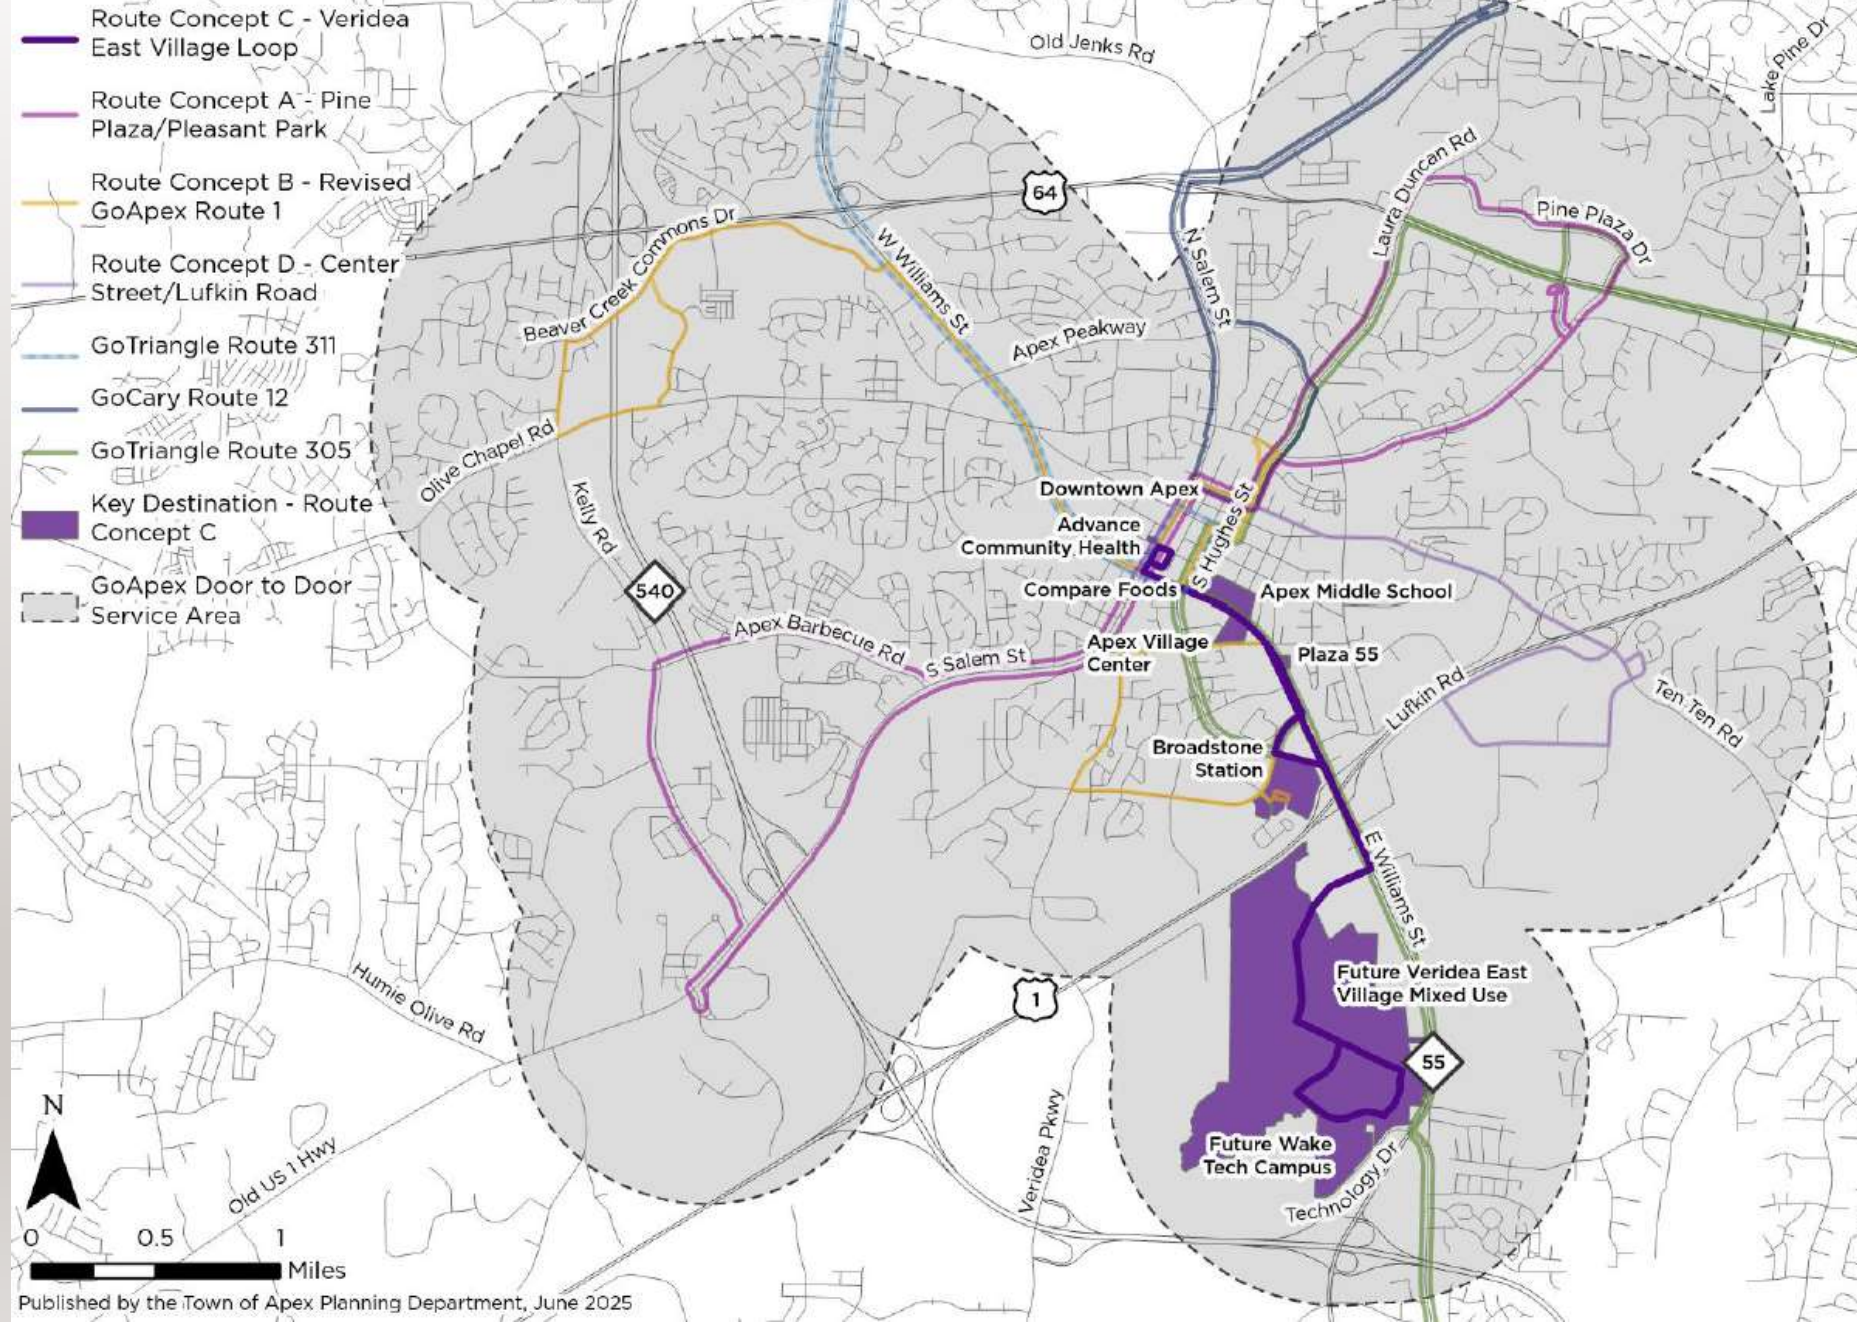 Route Concept C - Veridea
East Village Loop
Route Concept A - Pine
Plaza/Pleasant Park
Route Concept B - Revised
GoApex Route 1
Route Concept D - Center
Street/Lufkin Road
GoTriangle Route 311
GoCary Route 12
GoTriangle Route 305
Key Destination - Route
Concept C
GoApex Door to Door
Service Area
Old Jenks Rd
Lake Pine Dr
64
Laura Duncan Rd
Pine Plaza Dr
Beaver Creek Commons Dr
W Williams St
N Salem St
Apex Peakway
Olive Chapel Rd
Kelly Rd
Downtown Apex
Advance
Community Health
S Hughes St
Compare Foods
Apex Middle School
540
Apex Barbecue Rd
S Salem St
Apex Village
Center
Plaza 55
Lufkin Rd
Ten Ten Rd
Broadstone
Station
E Williams St
Future Veridea East
Village Mixed Use
Humie Olive Rd
1
55
Veridea Pkwy
Future Wake
Tech Campus
Technology Dr
Old US 1 Hwy
N
0 0.5 1
Miles
Published by the Town of Apex Planning Department, June 2025